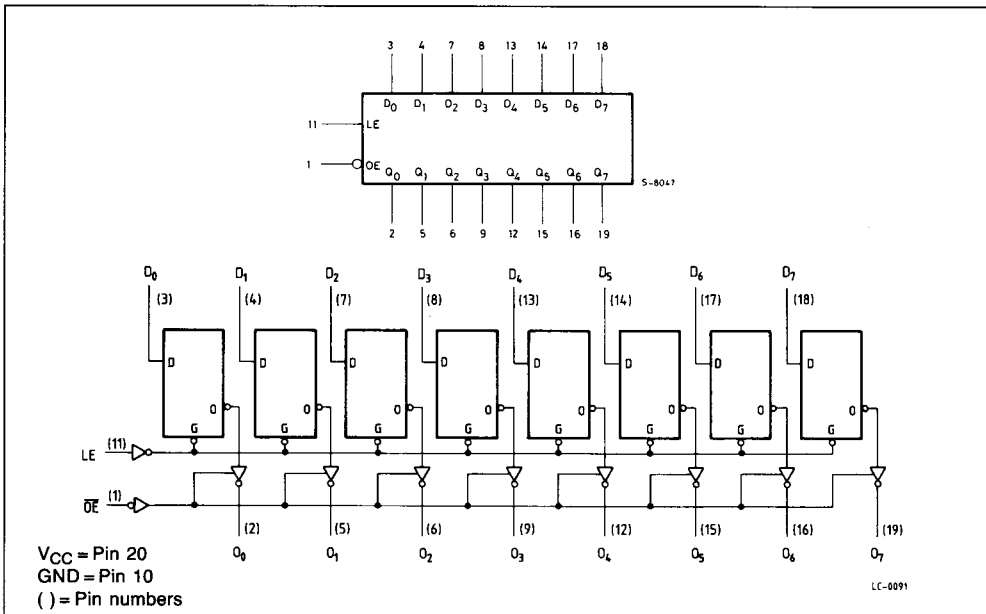 3 4 7 8 13 14 17 18
D0 D1 D2 D3 D4 D5 D6 D7
11 LE
1 OE
Q0 Q1 Q2 Q3 Q4 Q5 Q6 Q7
S-8047
2 5 6 9 12 15 16 19
D0 D1 D2 D3 D4 D5 D6 D7
(3) (4) (7) (8) (13) (14) (17) (18)
D D D D D D D D
O O O O O O O O
G G G G G G G G
LE (11)
OE (1)
(2) (5) (6) (9) (12) (15) (16) (19)
O0 O1 O2 O3 O4 O5 O6 O7
VCC = Pin 20
GND = Pin 10
( ) = Pin numbers
LC-0091